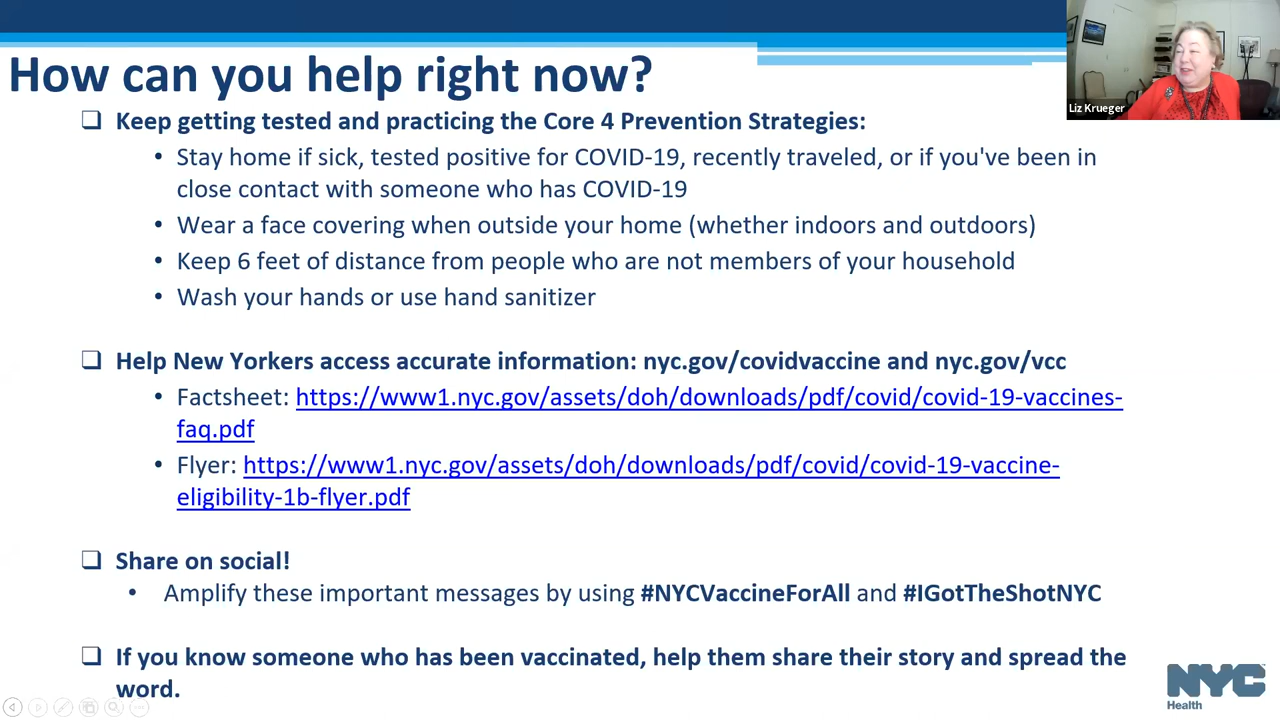 How can you help right now?
Liz Krueger
❑ Keep getting tested and practicing the Core 4 Prevention Strategies:
• Stay home if sick, tested positive for COVID-19, recently traveled, or if you've been in
close contact with someone who has COVID-19
• Wear a face covering when outside your home (whether indoors and outdoors)
• Keep 6 feet of distance from people who are not members of your household
• Wash your hands or use hand sanitizer
❑ Help New Yorkers access accurate information: nyc.gov/covidvaccine and nyc.gov/vcc
• Factsheet: https://www1.nyc.gov/assets/doh/downloads/pdf/covid/covid-19-vaccines-
faq.pdf
• Flyer: https://www1.nyc.gov/assets/doh/downloads/pdf/covid/covid-19-vaccine-
eligibility-1b-flyer.pdf
❑ Share on social!
• Amplify these important messages by using #NYCVaccineForAll and #IGotTheShotNYC
❑ If you know someone who has been vaccinated, help them share their story and spread the
word.
NYC
Health